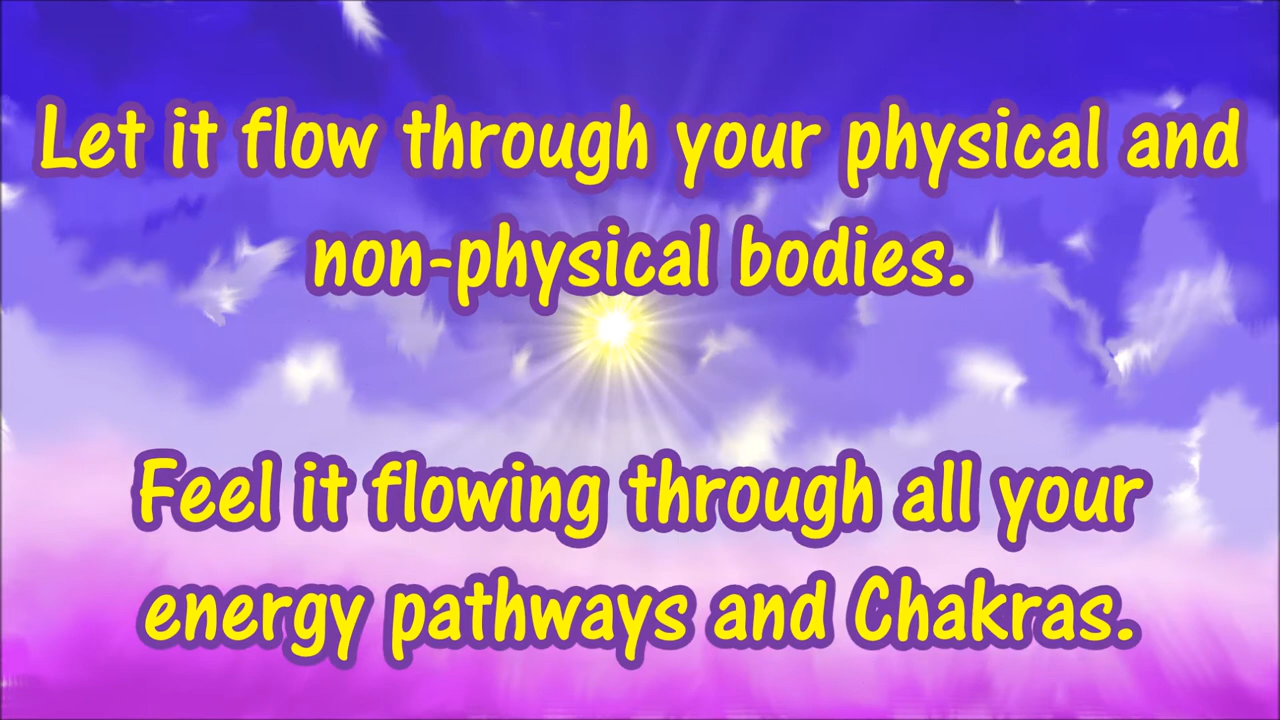 Let it flow through your physical and
non-physical bodies.
Feel it flowing through all your
energy pathways and Chakras.